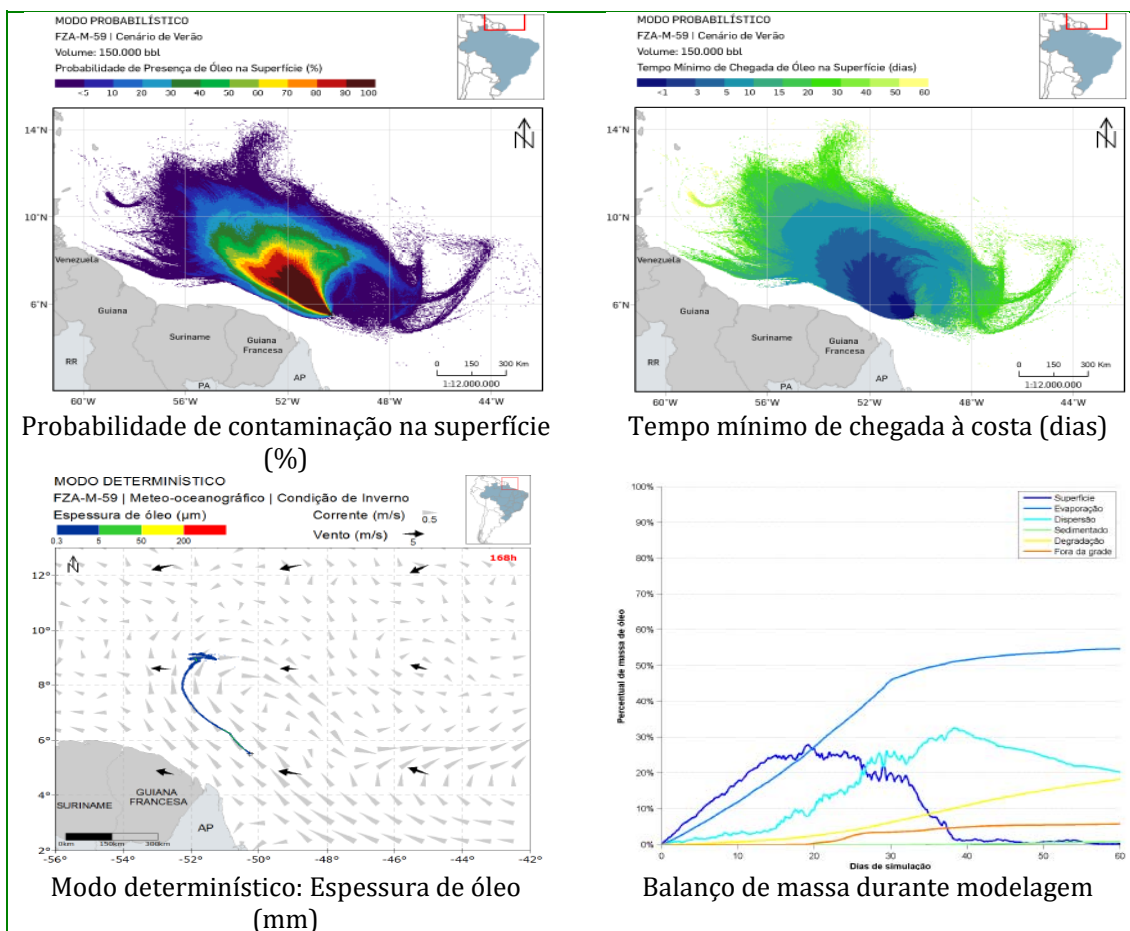 MODO PROBABILÍSTICO
FZA-M-59 | Cenário de Verão
Volume: 150.000 bbl
Probabilidade de Presença de Óleo na Superfície (%)
<5 10 20 30 40 50 60 70 80 90 100
14°N
10°N
6°N
N
Venezuela
Guiana
Suriname
Guiana
Francesa
RR
PA
AP
0 150 300 Km
1:12.000.000
60°W 56°W 52°W 48°W 44°W
Probabilidade de contaminação na superfície
(%)
MODO PROBABILÍSTICO
FZA-M-59 | Cenário de Verão
Volume: 150.000 bbl
Tempo Mínimo de Chegada de Óleo na Superfície (dias)
<1 3 5 10 15 20 30 40 50 60
14°N
10°N
6°N
N
Venezuela
Guiana
Suriname
Guiana
Francesa
RR
PA
AP
0 150 300 Km
1:12.000.000
60°W 56°W 52°W 48°W 44°W
Tempo mínimo de chegada à costa (dias)
MODO DETERMINÍSTICO
FZA-M-59 | Meteo-oceanográfico | Condição de Inverno
Espessura de óleo (µm)
0.3 5 50 200
Corrente (m/s) 0.5
Vento (m/s) 5
168h
N
12°
10°
8°
6°
4°
2°
SURINAME
GUIANA
FRANCESA
AP
0km 150km 300km
-56 -54 -52 -50 -48 -46 -44 -42
Modo determinístico: Espessura de óleo
(mm)
100%
90%
80%
70%
60%
50%
40%
30%
20%
10%
0%
Percentual de massa de óleo
Superfície
Evaporação
Dispersão
Sedimentado
Degradação
Fora da grade
0 10 20 30 40 50 60
Dias de simulação
Balanço de massa durante modelagem